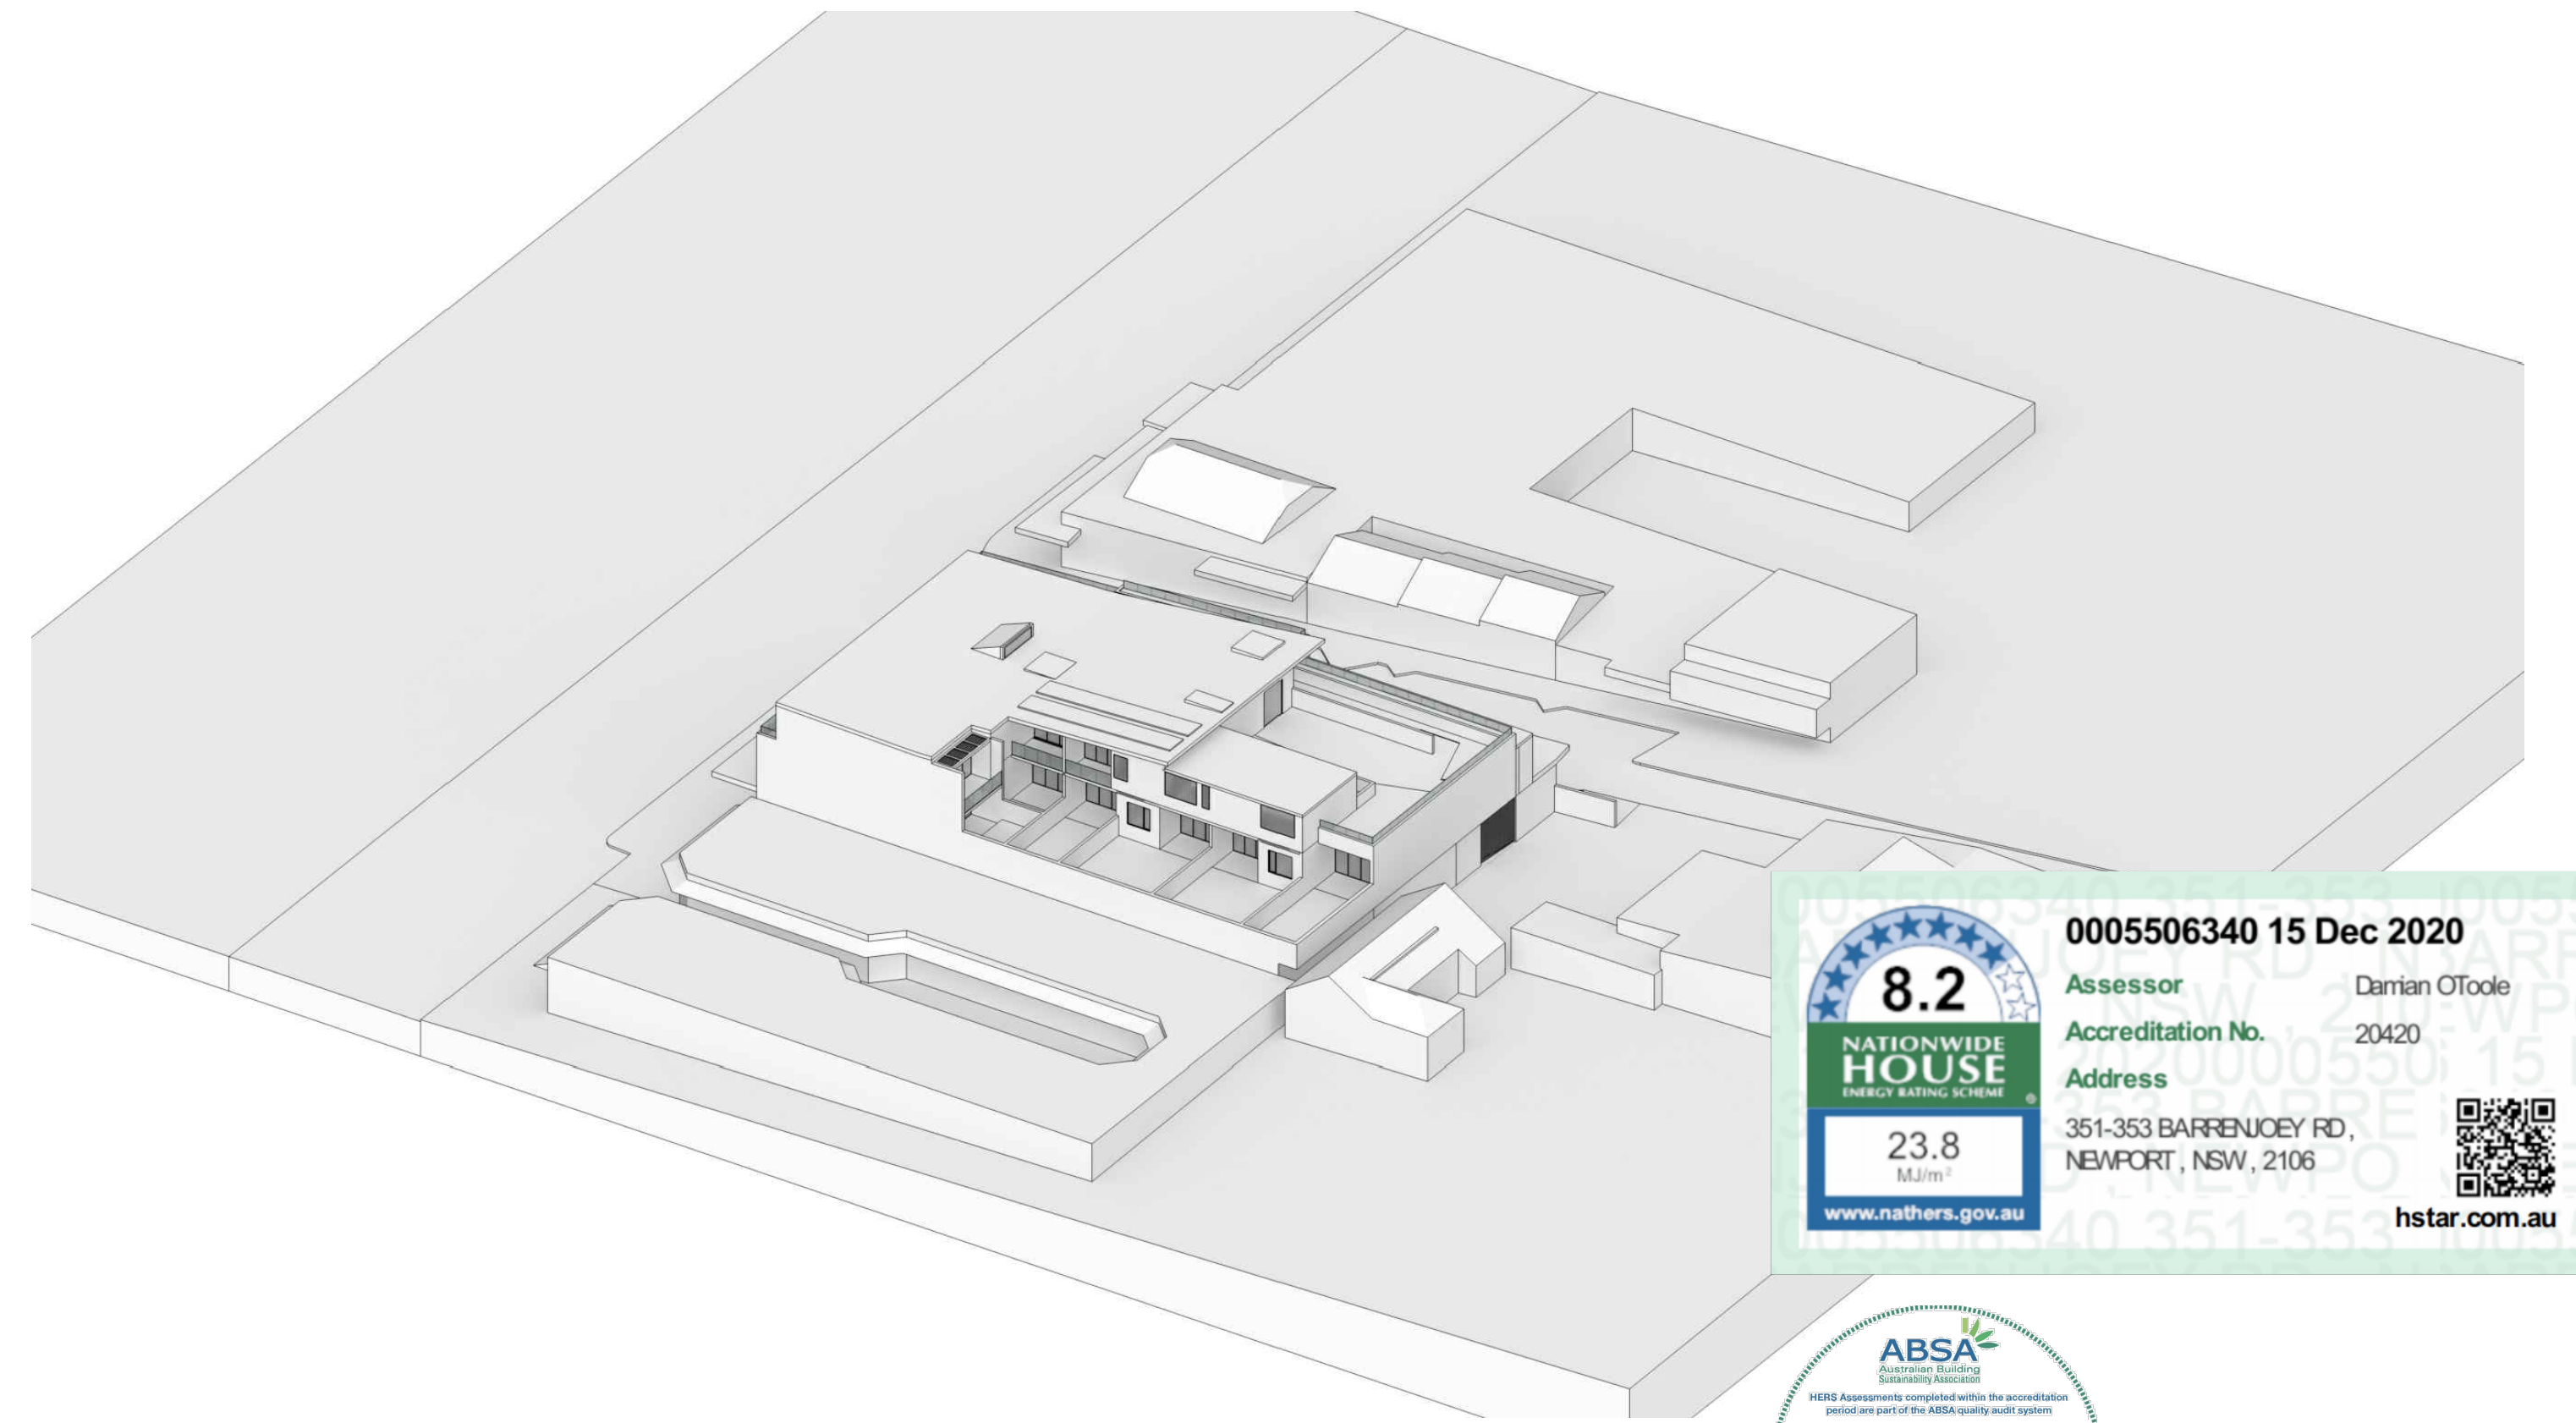 0005506340 15 Dec 2020
8.2
NATIONWIDE
HOUSE
ENERGY RATING SCHEME
23.8
MJ/m²
www.nathers.gov.au
Assessor Damian OToole
Accreditation No. 20420
Address
351-353 BARRENJOEY RD ,
NEWPORT , NSW , 2106
hstar.com.au
ABSA
Australian Building
Sustainability Association
HERS Assessments completed within the accreditation
period are part of the ABSA quality audit system